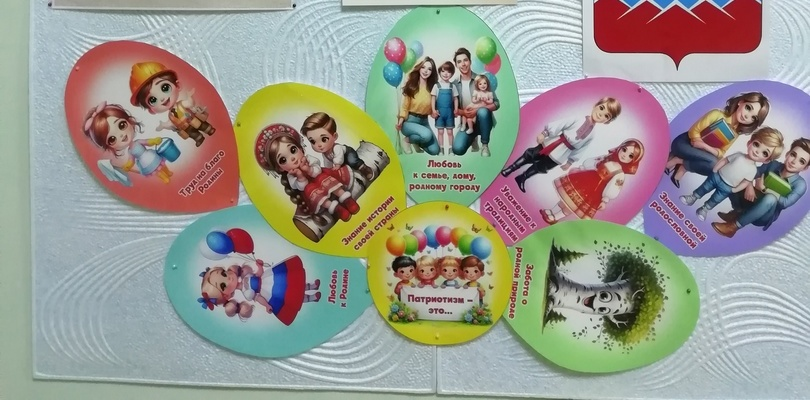 Труд на благо
Родины
Знание истории
своей страны
Любовь
к семье, дому,
родному городу
Уважение к
народным
традициям
Знание своей
родословной
Любовь
к Родине
Патриотизм –
это...
Забота о
родной природе